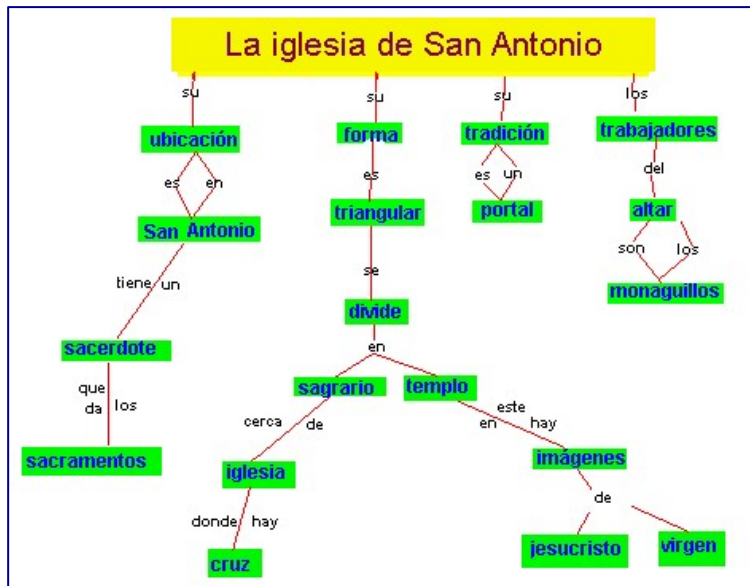 La iglesia de San Antonio
su su su los
ubicación forma tradición trabajadores
es en es es un del
San Antonio triangular portal altar
se son los
tiene un monaguillos
divide
sacerdote en
sagrario templo
que
da los cerca de este
en hay
sacramentos iglesia imágenes
de
donde hay
cruz jesucristo virgen